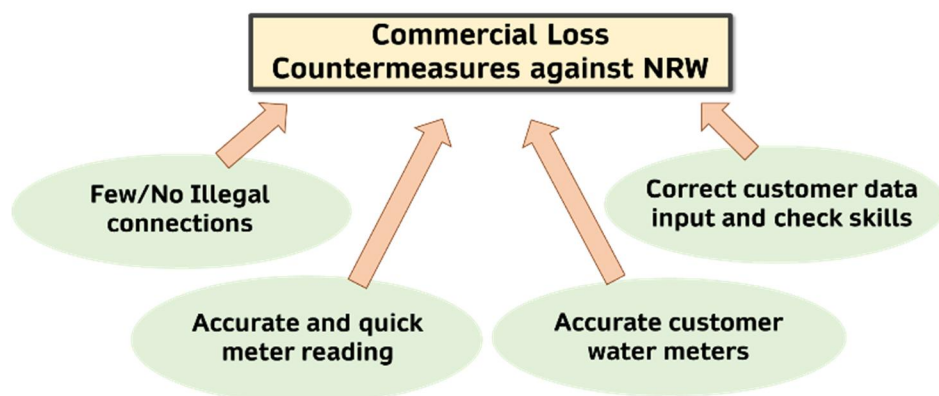 Commercial Loss
Countermeasures against NRW
Few/No Illegal
connections
Correct customer data
input and check skills
Accurate and quick
meter reading
Accurate customer
water meters